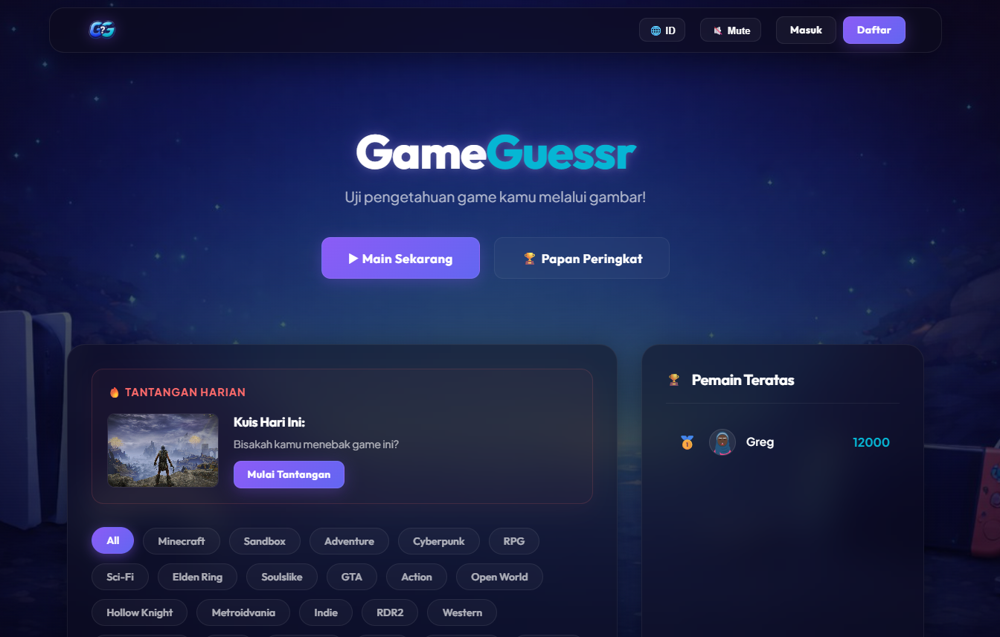 G?G
🌐 ID
Mute
Masuk
Daftar
GameGuessr
Uji pengetahuan game kamu melalui gambar!
▶ Main Sekarang
🏆 Papan Peringkat
🔥 TANTANGAN HARIAN
Kuis Hari Ini:
Bisakah kamu menebak game ini?
Mulai Tantangan
All
Minecraft
Sandbox
Adventure
Cyberpunk
RPG
Sci-Fi
Elden Ring
Soulslike
GTA
Action
Open World
Hollow Knight
Metroidvania
Indie
RDR2
Western
🏆 Pemain Teratas
1
Greg
12000